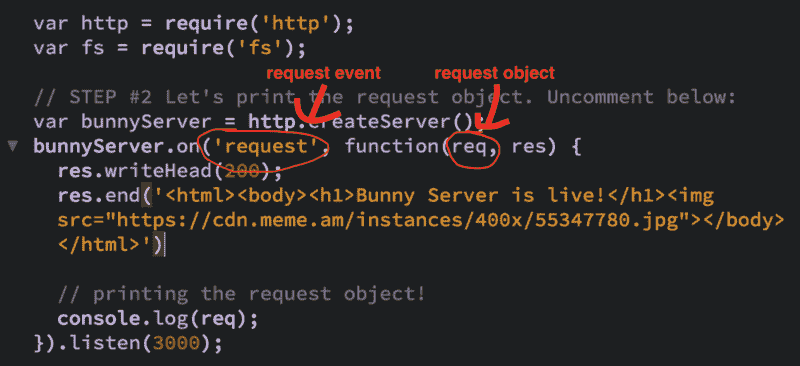 var http = require('http');
var fs = require('fs');
request event request object
// STEP #2 Let's print the request object. Uncomment below:
var bunnyServer = http.createServer();
bunnyServer.on('request', function(req, res) {
res.writeHead(200);
res.end('<html><body><h1>Bunny Server is live!</h1><img
src="https://cdn.meme.am/instances/400x/55347780.jpg"></body>
</html>')
// printing the request object!
console.log(req);
}).listen(3000);